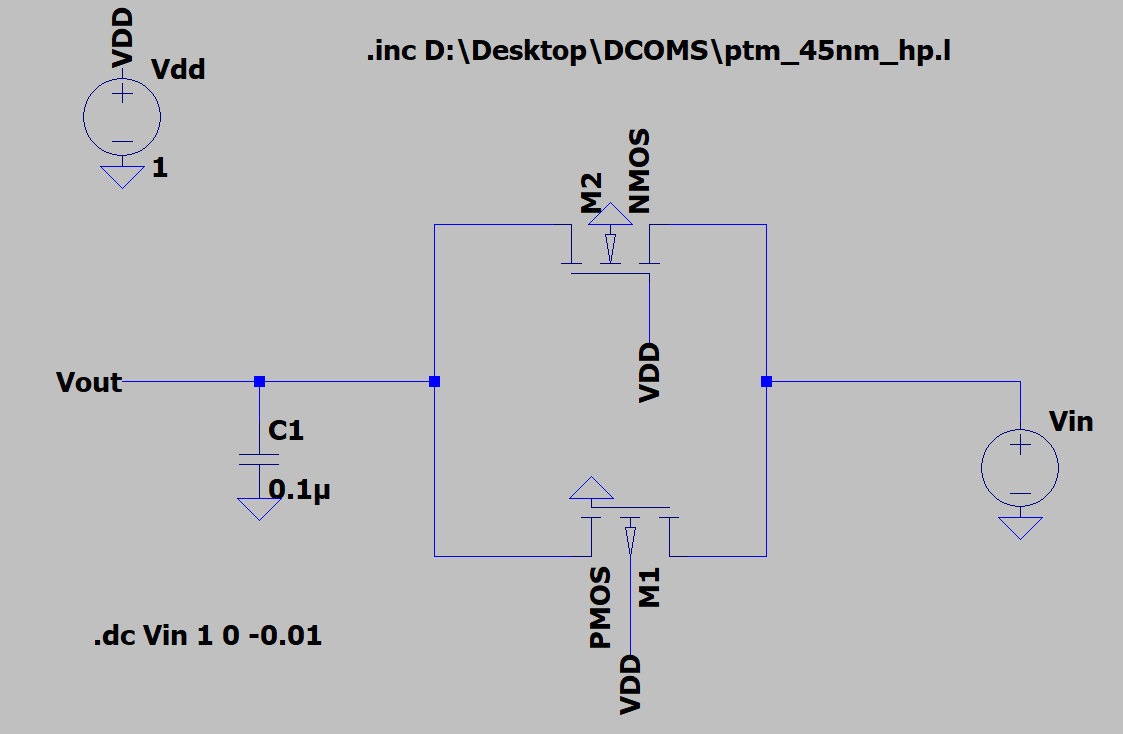 VDD
Vdd
1
.inc D:\Desktop\DCOMS\ptm_45nm_hp.l
M2
NMOS
VDD
Vout
C1
0.1µ
Vin
PMOS
M1
VDD
.dc Vin 1 0 -0.01